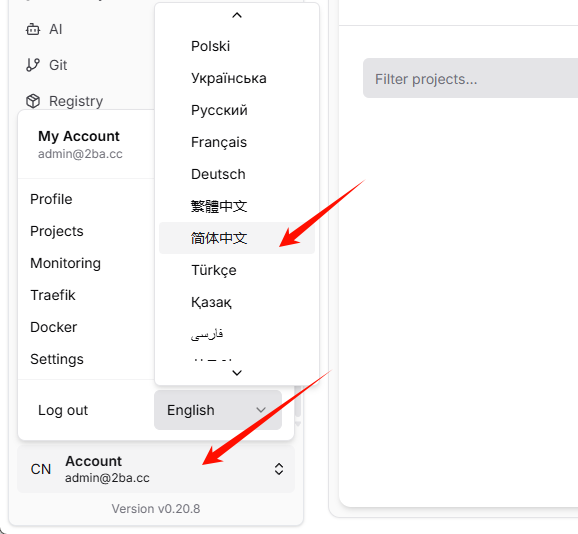 AI
Git
Registry
My Account
admin@2ba.cc
Profile
Projects
Monitoring
Traefik
Docker
Settings
Log out
English
Polski
Українська
Русский
Français
Deutsch
繁體中文
简体中文
Türkçe
Қазақ
فارسی
Filter projects...
CN
Account
admin@2ba.cc
Version v0.20.8